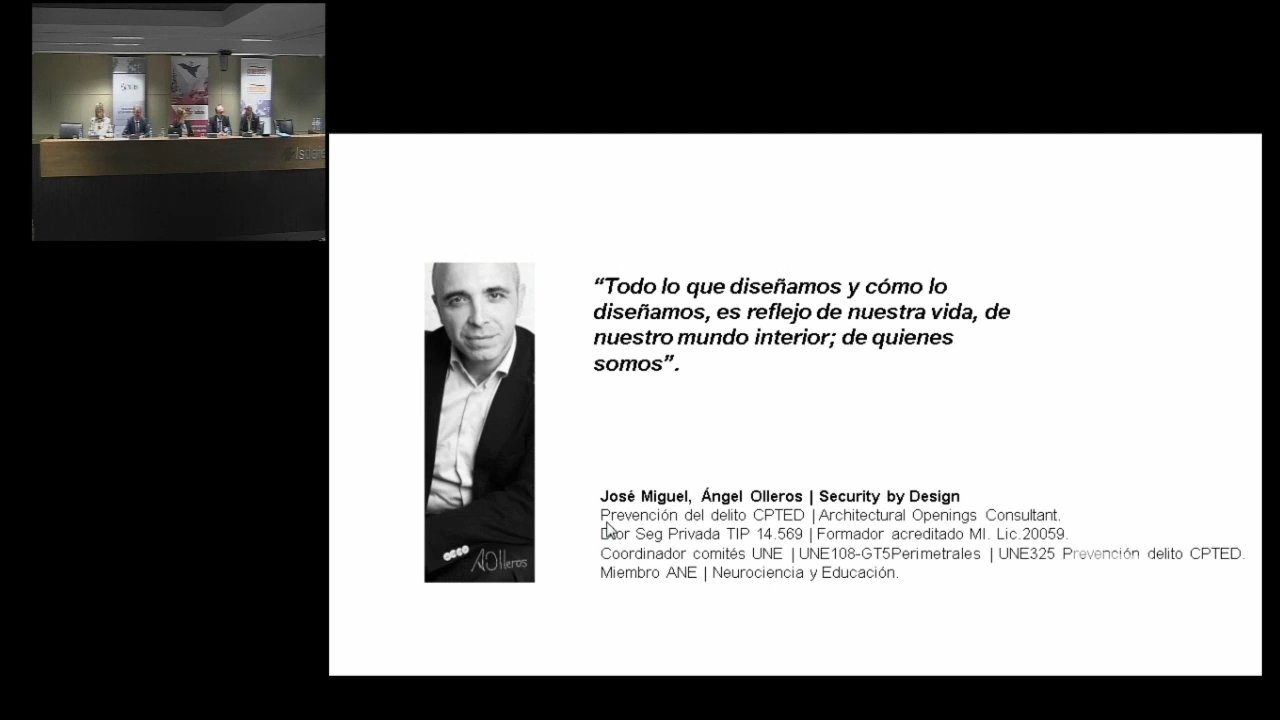 “Todo lo que diseñamos y cómo lo
diseñamos, es reflejo de nuestra vida, de
nuestro mundo interior; de quienes
somos”.
José Miguel, Ángel Olleros | Security by Design
Prevención del delito CPTED | Architectural Openings Consultant.
Seg Privada TIP 14.569 | Formador acreditado MI. Lic.20059.
Coordinador comités UNE | UNE108-GT5Perimetrales | UNE325 Prevención delito CPTED.
Miembro ANE | Neurociencia y Educación.
AOlleros